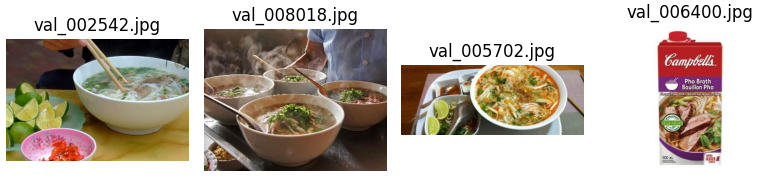 val_002542.jpg
val_008018.jpg
val_005702.jpg
val_006400.jpg
Campbell's
Pho Broth
Bouillon Pho